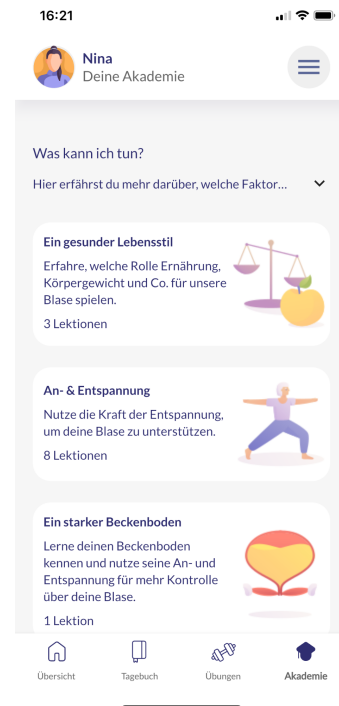 16:21
Nina
Deine Akademie
Was kann ich tun?
Hier erfährst du mehr darüber, welche Faktor...
Ein gesunder Lebensstil
Erfahre, welche Rolle Ernährung,
Körpergewicht und Co. für unsere
Blase spielen.
3 Lektionen
An- & Entspannung
Nutze die Kraft der Entspannung,
um deine Blase zu unterstützen.
8 Lektionen
Ein starker Beckenboden
Lerne deinen Beckenboden
kennen und nutze seine An- und
Entspannung für mehr Kontrolle
über deine Blase.
1 Lektion
Übersicht
Tagebuch
Übungen
Akademie